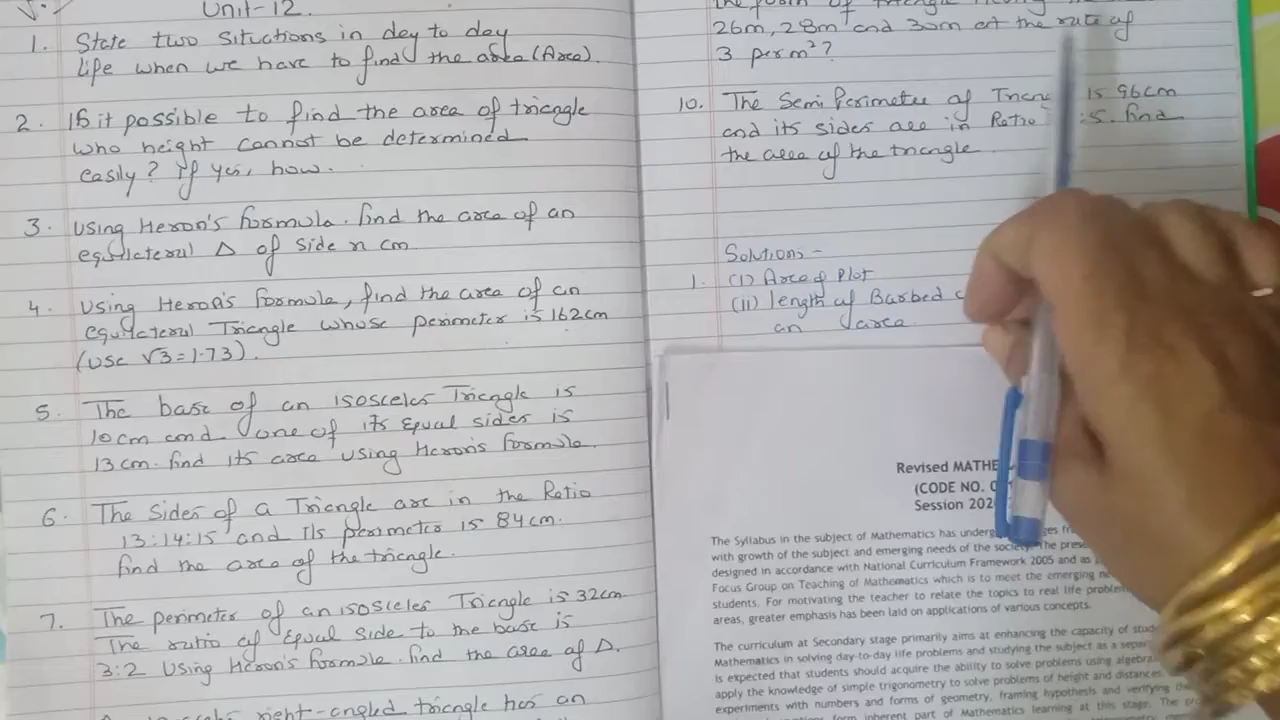 Unit-12.
1. State two situations in dey to day
life when we have to find the area (Area).
2. Is it possible to find the area of triangle
who height cannot be determined
easily? If yes, how.
3. Using Heron's formula. find the area of an
equilateral Δ of side x cm
4. Using Heron's formula, find the area of an
equilateral Triangle whose perimeter is 162cm
(use √3=1.73).
5. The base of an isosceles Triangle is
10cm and one of its Equal sides is
13cm. find its area using Heron's formula.
6. The Sides of a Triangle are in the Ratio
13:14:15 and Its perimeter is 84cm.
find the area of the triangle.
7. The perimeter of an isosceles Triangle is 32cm
The ratio of Equal side to the base is
3:2 Using Heron's formula. find the area of Δ.
right-angled triangle has an
26m, 28m and 30m at the rate of
3 per m²?
10. The Semi Perimeter of is 96cm
and its sides are in Ratio :5. find
the area of the triangle.
Solution:-
1. (i) Area of Plot
(ii) length of Barbed
an area.
Revised
(CODE NO.
Session
The Syllabus in the subject of Mathematics has
with growth of the subject and emerging needs of the society. The
designed in accordance with National Curriculum Framework 2005 and as
Focus Group on Teaching of Mathematics which is to meet the emerging
students. For motivating the teacher to relate the topics to real life
areas, greater emphasis has been laid on applications of various concepts.
The curriculum at Secondary stage primarily aims at enhancing the capacity of
Mathematics in solving day-to-day life problems and studying the subject as a
is expected that students should acquire the ability to solve problems using
apply the knowledge of simple trigonometry to solve problems of height and distances.
experiments with numbers and forms of geometry, framing hypothesis and verifying
inherent part of Mathematics learning at this stage. The